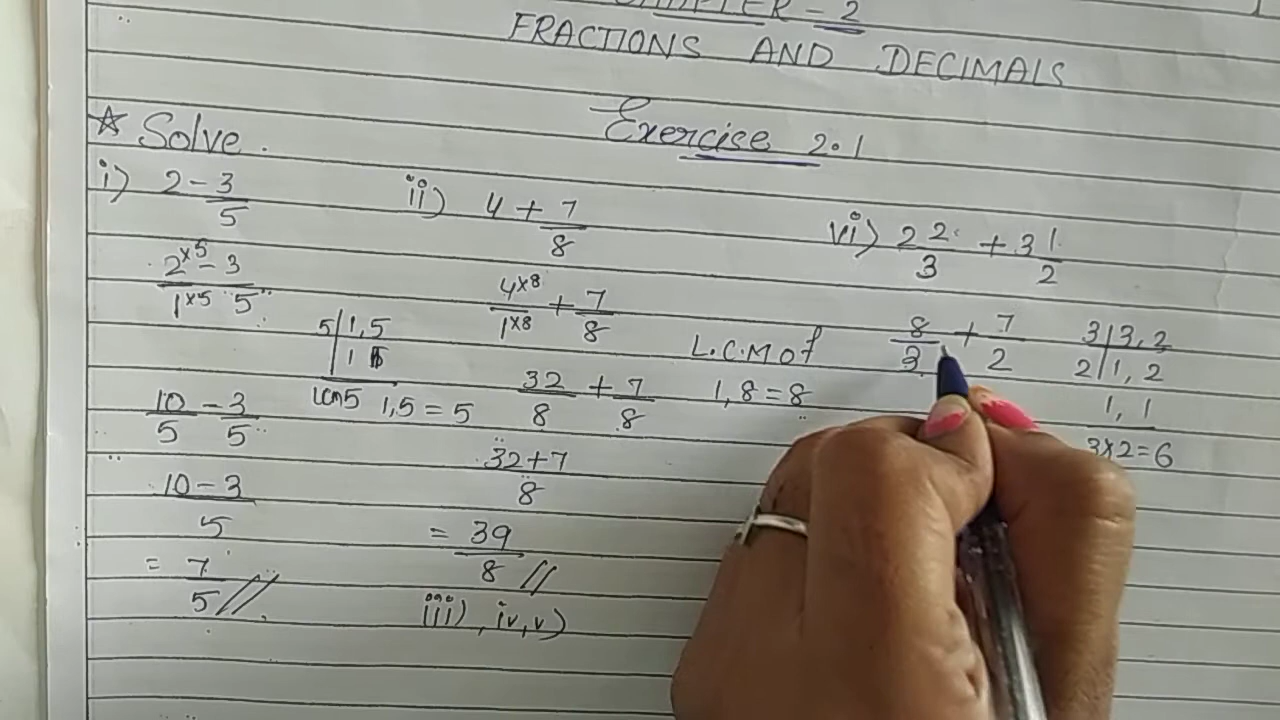 CHAPTER - 2
FRACTIONS AND DECIMALS
Exercise 2.1
☆ Solve.
i) 2 - 3/5
2×5/1×5 - 3/5
5 | 1, 5
| 1
lcm 1,5 = 5
10/5 - 3/5
10 - 3/5
= 7/5 //
ii) 4 + 7/8
4×8/1×8 + 7/8
L.C.M of
1, 8 = 8
32/8 + 7/8
32+7/8
= 39/8 //
iii), iv, v)
vi) 2 2/3 + 3 1/2
8/3 + 7/2
3 | 3, 2
2 | 1, 2
1, 1
3×2=6